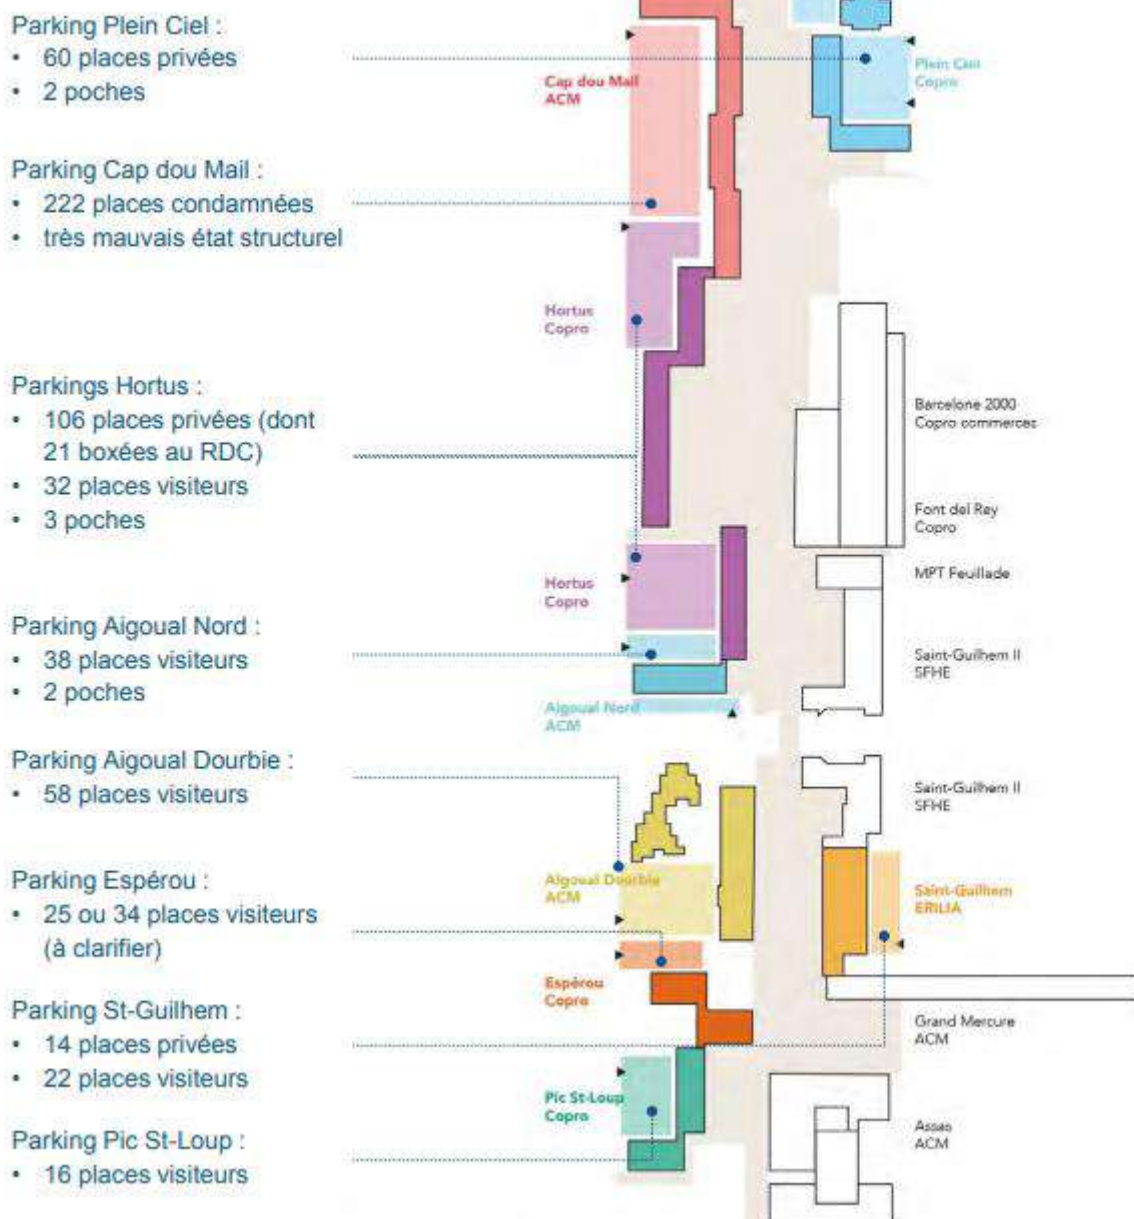 Parking Plein Ciel :
• 60 places privées
• 2 poches
Parking Cap dou Mail :
• 222 places condamnées
• très mauvais état structurel
Parkings Hortus :
• 106 places privées (dont
21 boxées au RDC)
• 32 places visiteurs
• 3 poches
Parking Aigoual Nord :
• 38 places visiteurs
• 2 poches
Parking Aigoual Dourbie :
• 58 places visiteurs
Parking Espérou :
• 25 ou 34 places visiteurs
(à clarifier)
Parking St-Guilhem :
• 14 places privées
• 22 places visiteurs
Parking Pic St-Loup :
• 16 places visiteurs
Cap dou Mail
ACM
Hortus
Copro
Hortus
Copro
Aigoual Nord
ACM
Aigoual Dourbie
ACM
Espérou
Copro
Pic St-Loup
Copro
Plein Ciel
Copro
Barcelone 2000
Copro commerces
Font del Rey
Copro
MPT Feuillade
Saint-Guilhem II
SFHE
Saint-Guilhem II
SFHE
Saint-Guilhem
ERILIA
Grand Mercure
ACM
Assas
ACM